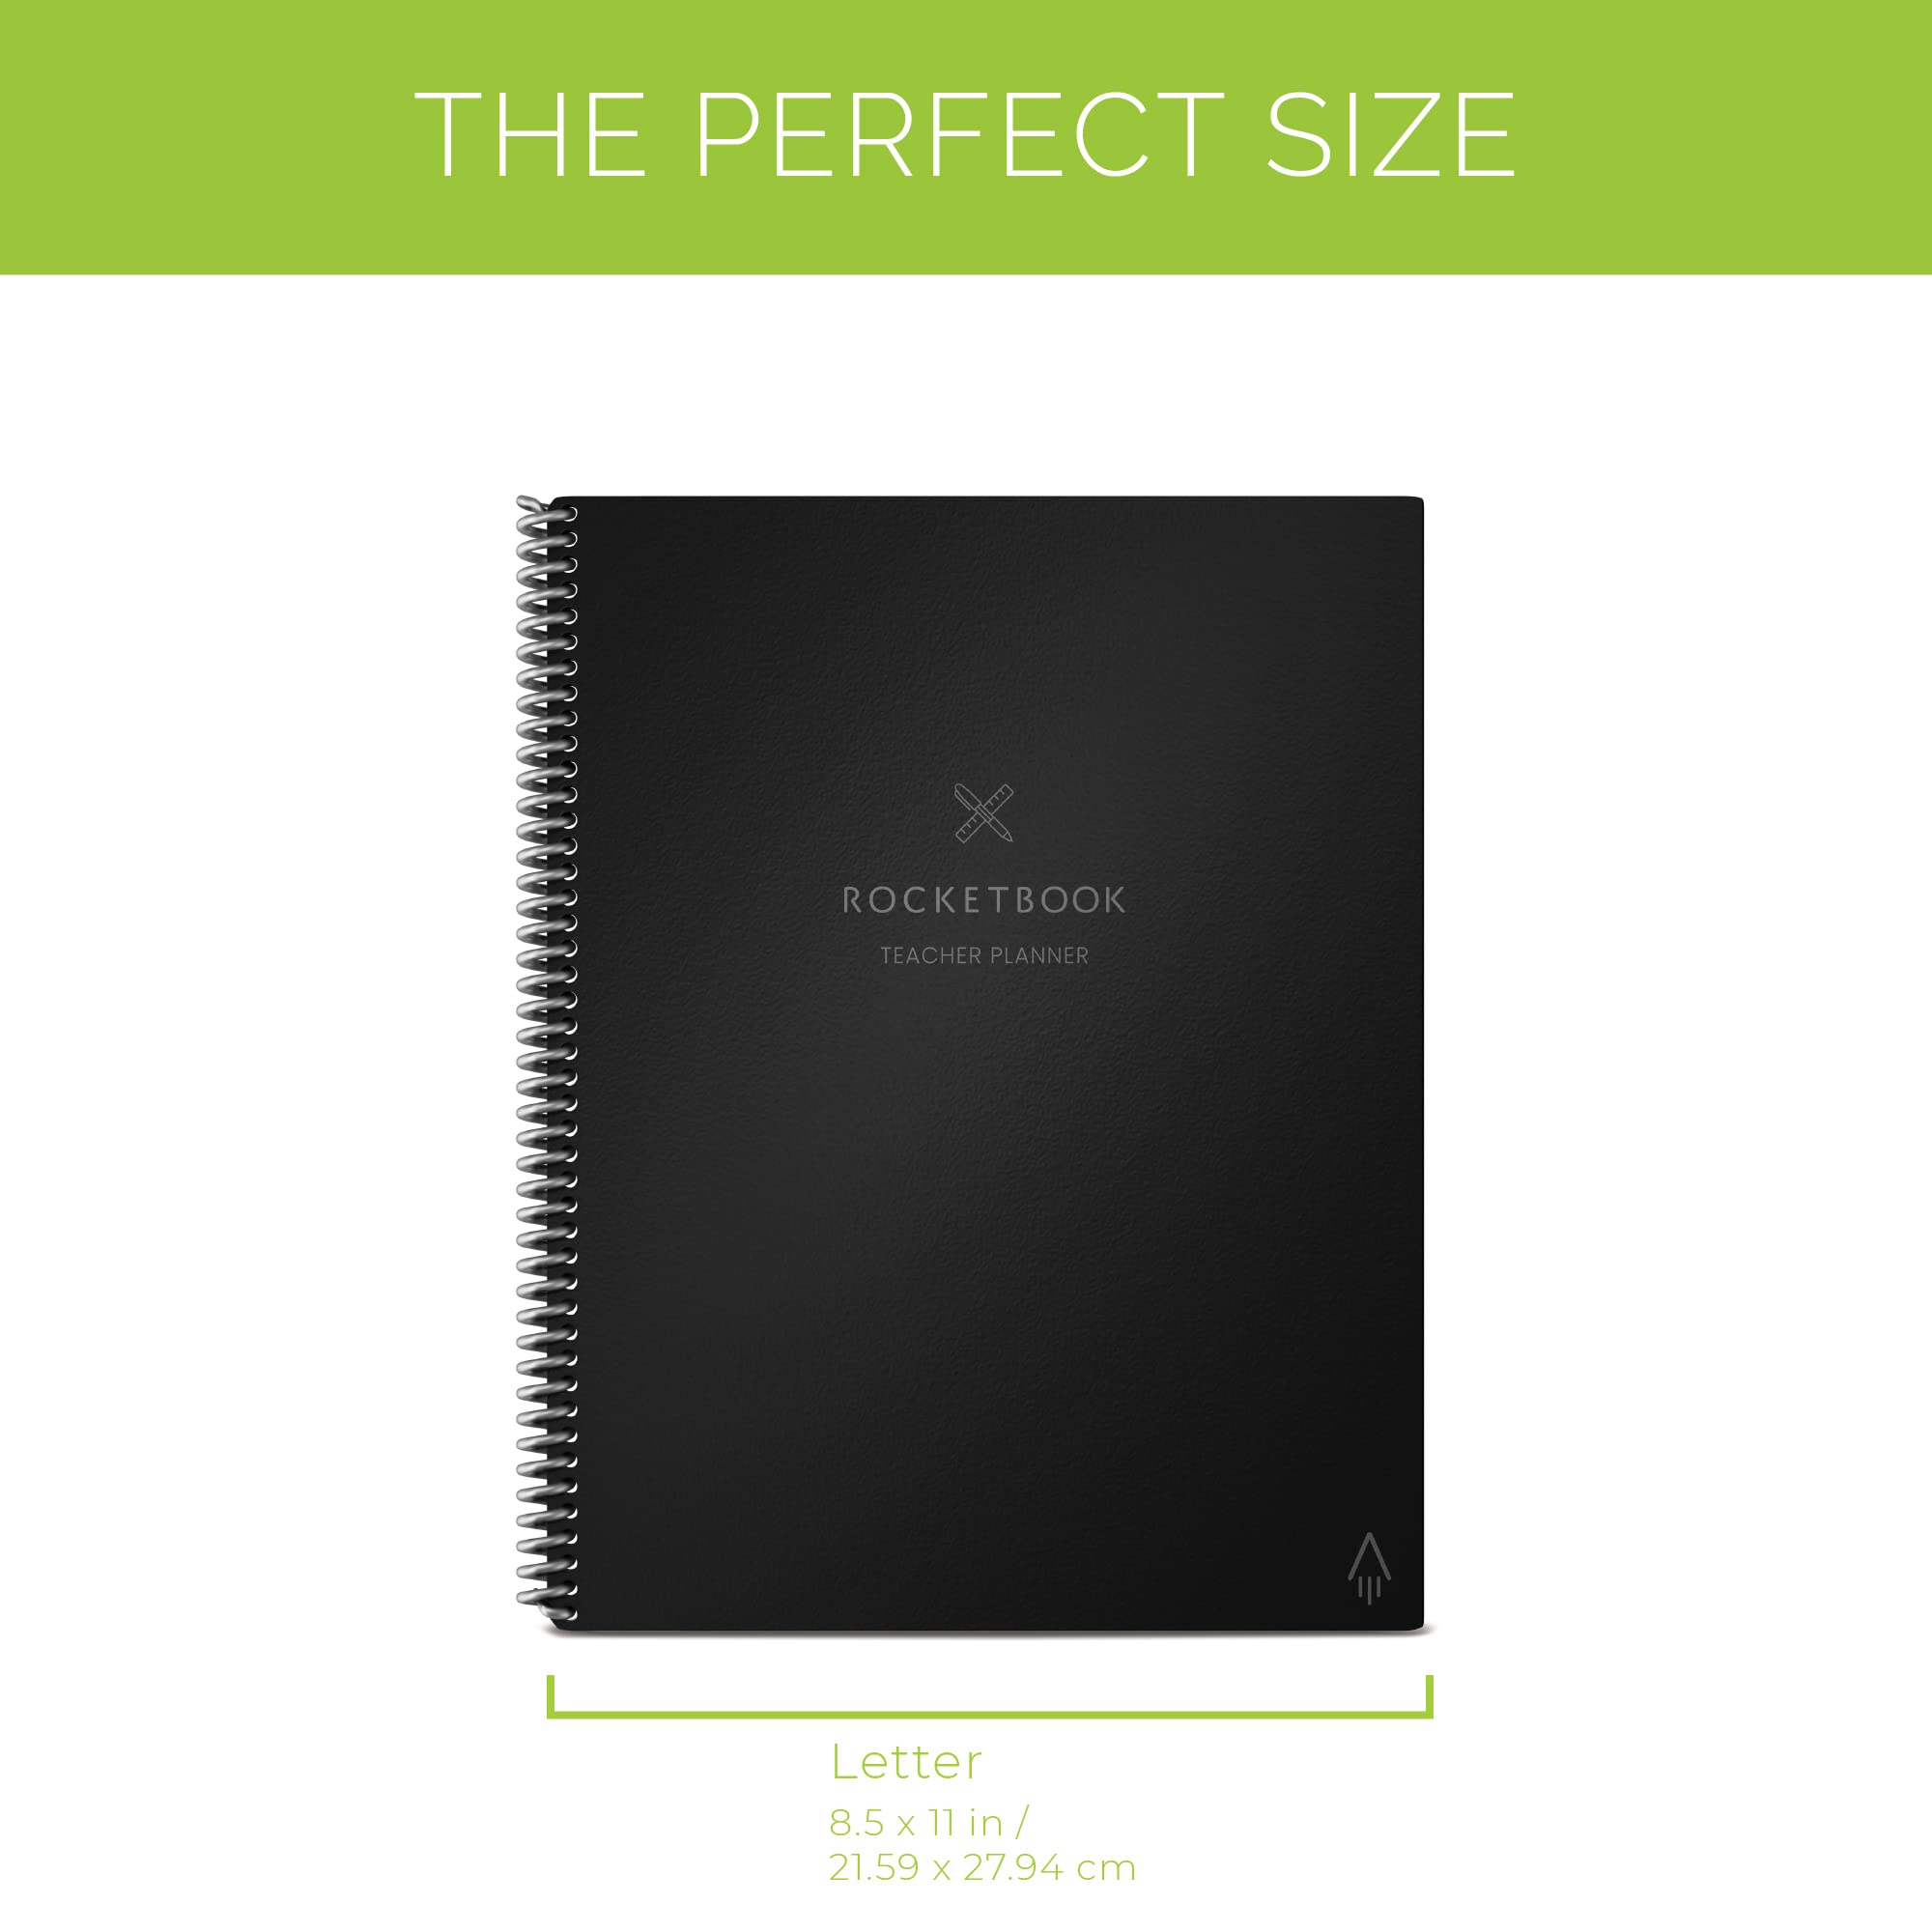 THE PERFECT SIZE
ROCKETBOOK
TEACHER PLANNER
Letter
8.5 x 11 in /
21.59 x 27.94 cm